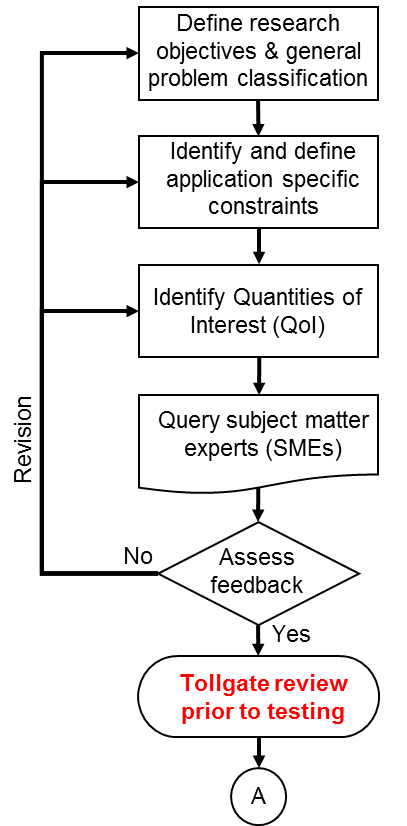 Define research
objectives & general
problem classification
Identify and define
application specific
constraints
Identify Quantities of
Interest (QoI)
Query subject matter
experts (SMEs)
Revision
No
Assess
feedback
Yes
Tollgate review
prior to testing
A